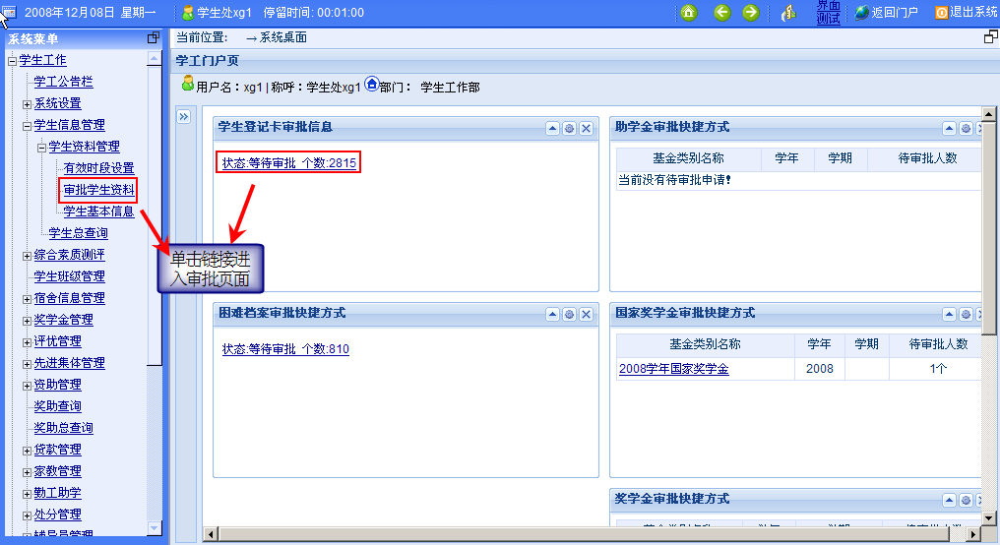 2008年12月08日 星期一 学生处xg1 停留时间: 00:01:00 界面测试 返回门户 退出系统
系统菜单
学生工作
学工公告栏
系统设置
学生信息管理
学生资料管理
有效时段设置
审批学生资料
学生基本信息
学生总查询
综合素质测评
学生班级管理
宿舍信息管理
奖学金管理
评优管理
先进集体管理
资助管理
奖助查询
奖助总查询
贷款管理
家教管理
勤工助学
处分管理
辅导员管理
当前位置: →系统桌面
学工门户页
用户名：xg1 | 称呼：学生处xg1 部门： 学生工作部
学生登记卡审批信息
状态:等待审批 个数:2815
单击链接进
入审批页面
助学金审批快捷方式
基金类别名称 学年 学期 待审批人数
当前没有待审批申请!
困难档案审批快捷方式
状态:等待审批 个数:810
国家奖学金审批快捷方式
基金类别名称 学年 学期 待审批人数
2008学年国家奖学金 2008 1个
奖学金审批快捷方式